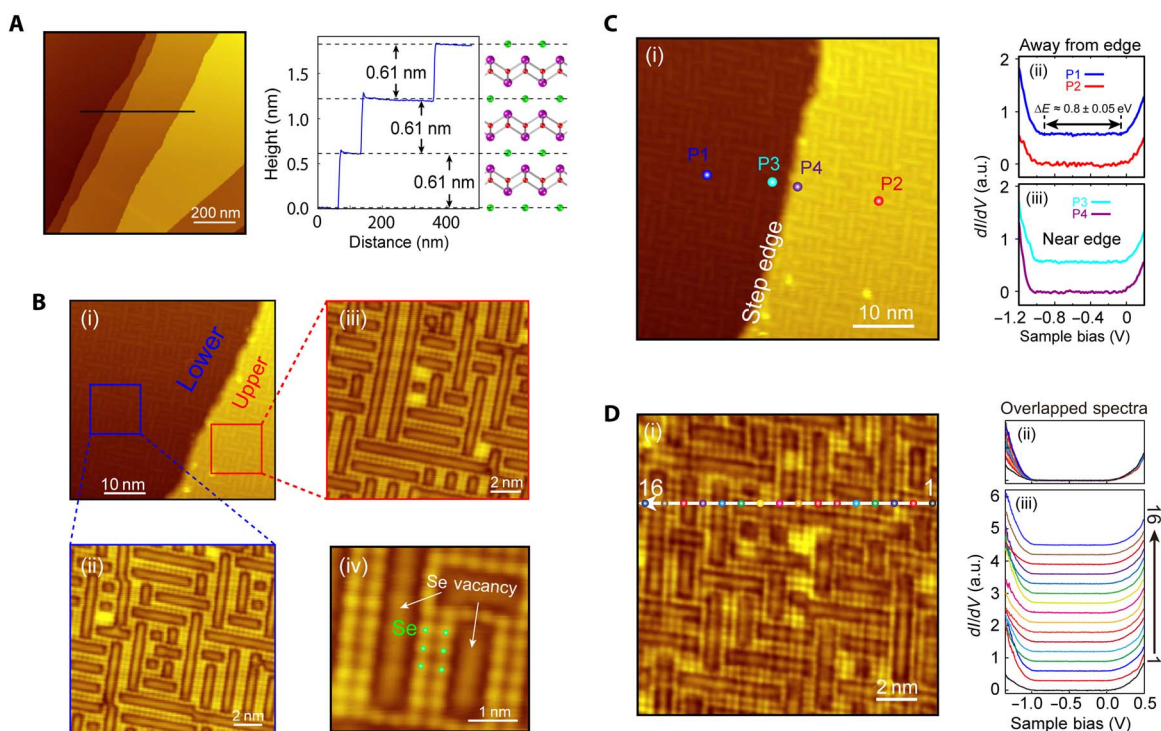 A
200 nm
Height (nm)
1.5
1.0
0.5
0.0
0.61 nm
0.61 nm
0.61 nm
0
200
400
Distance (nm)
B
(i)
Lower
Upper
10 nm
(iii)
2 nm
(ii)
2 nm
(iv)
Se vacancy
Se
1 nm
C
(i)
P1
P3
P4
P2
Step edge
10 nm
Away from edge
(ii)
P1
P2
ΔE ≈ 0.8 ± 0.05 eV
2
1
0
(iii)
P3
P4
Near edge
2
1
0
dI/dV (a.u.)
−1.2
−0.8
−0.4
0
Sample bias (V)
D
(i)
16
1
2 nm
Overlapped spectra
(ii)
(iii)
6
5
4
3
2
1
0
dI/dV (a.u.)
16
1
−1.0
−0.5
0.0
0.5
Sample bias (V)